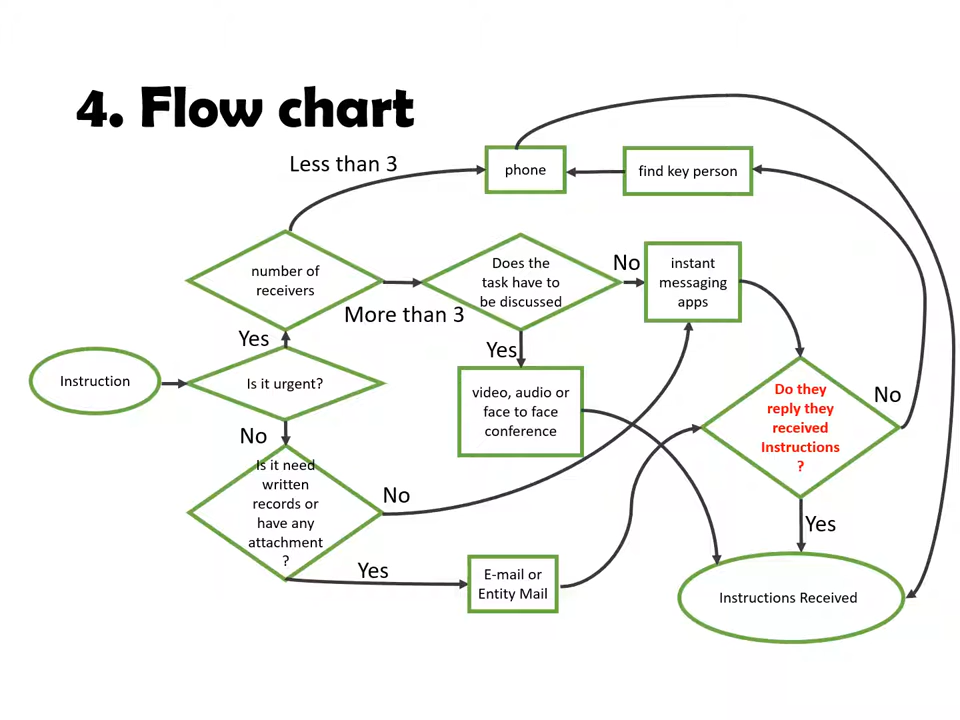 4. Flow chart
Less than 3
phone
find key person
number of
receivers
More than 3
Does the
task have to
be discussed
No
instant
messaging
apps
Yes
Instruction
Is it urgent?
Yes
video, audio or
face to face
conference
Do they
reply they
received
Instructions
?
No
No
Is it need
written
records or
have any
attachment
?
No
Yes
E-mail or
Entity Mail
Yes
Instructions Received